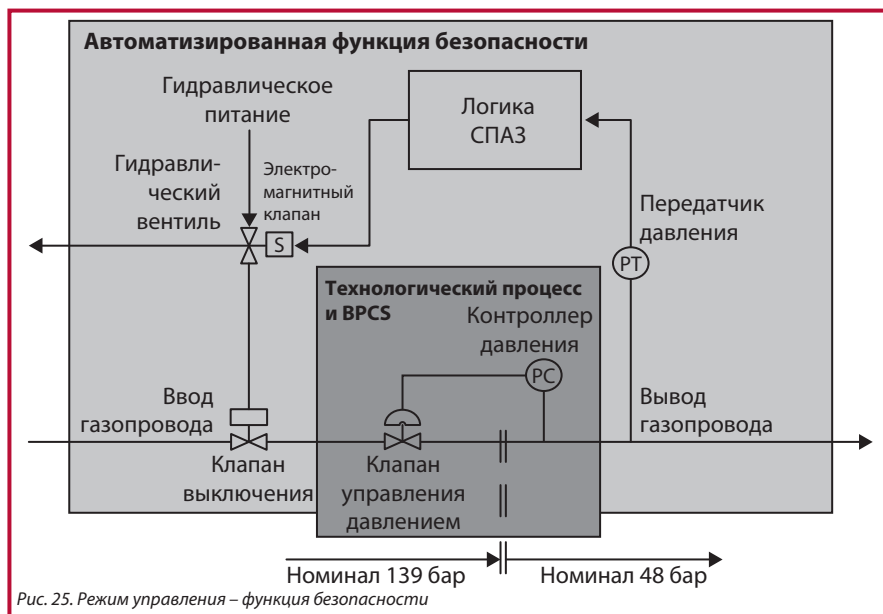 Автоматизированная функция безопасности
Гидравлическое
питание
Логика
СПАЗ
Гидравли-
ческий
вентиль
Электро-
магнитный
клапан
S
Передатчик
давления
PT
Технологический процесс
и BPCS
Контроллер
давления
PC
Ввод
газопровода
Вывод
газопровода
Клапан
выключения
Клапан
управления
давлением
Номинал 139 бар
Номинал 48 бар
Рис. 25. Режим управления – функция безопасности